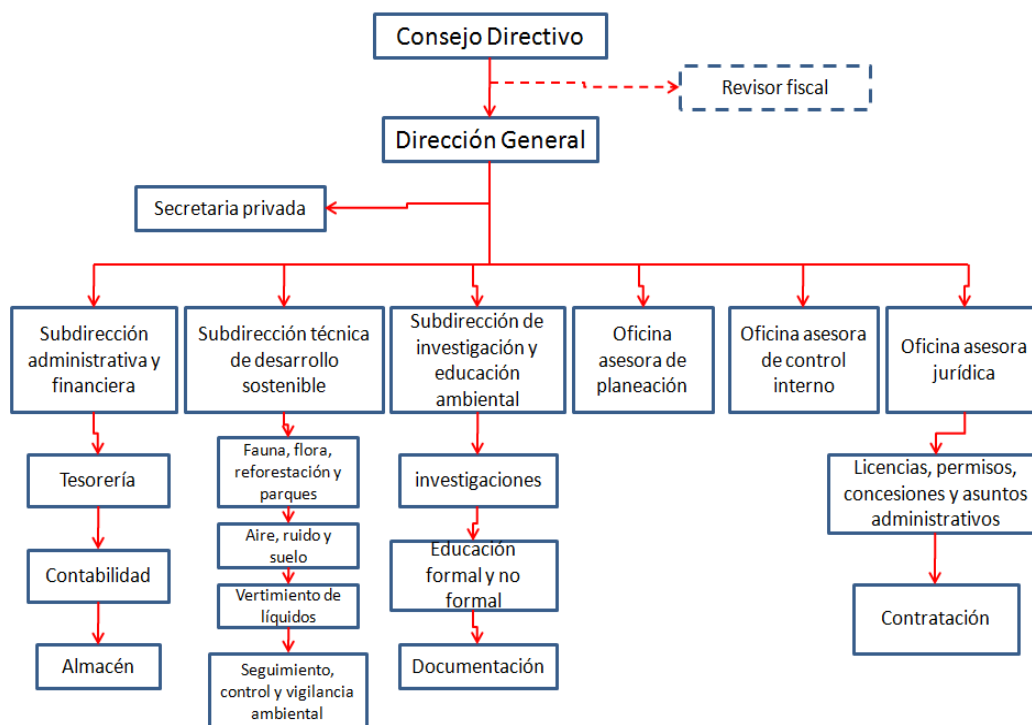 Consejo Directivo
Revisor fiscal
Dirección General
Secretaria privada
Subdirección
administrativa y
financiera
Subdirección técnica
de desarrollo
sostenible
Subdirección de
investigación y
educación
ambiental
Oficina
asesora de
planeación
Oficina asesora
de control
interno
Oficina asesora
jurídica
Tesorería
Contabilidad
Almacén
Fauna, flora,
reforestación y
parques
Aire, ruido y
suelo
Vertimiento de
líquidos
Seguimiento,
control y vigilancia
ambiental
investigaciones
Educación
formal y no
formal
Documentación
Licencias, permisos,
concesiones y asuntos
administrativos
Contratación